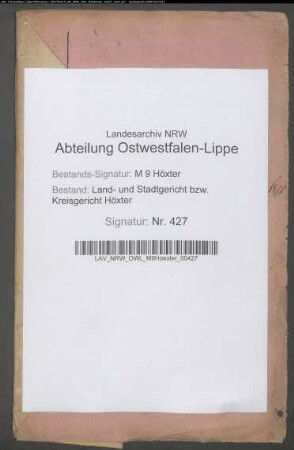 Landesarchiv NRW
Abteilung Ostwestfalen-Lippe
Bestands-Signatur: M 9 Höxter
Bestand: Land- und Stadtgericht bzw.
Kreisgericht Höxter
Signatur: Nr. 427
LAV_NRW_OWL_M9Hoexter_00427